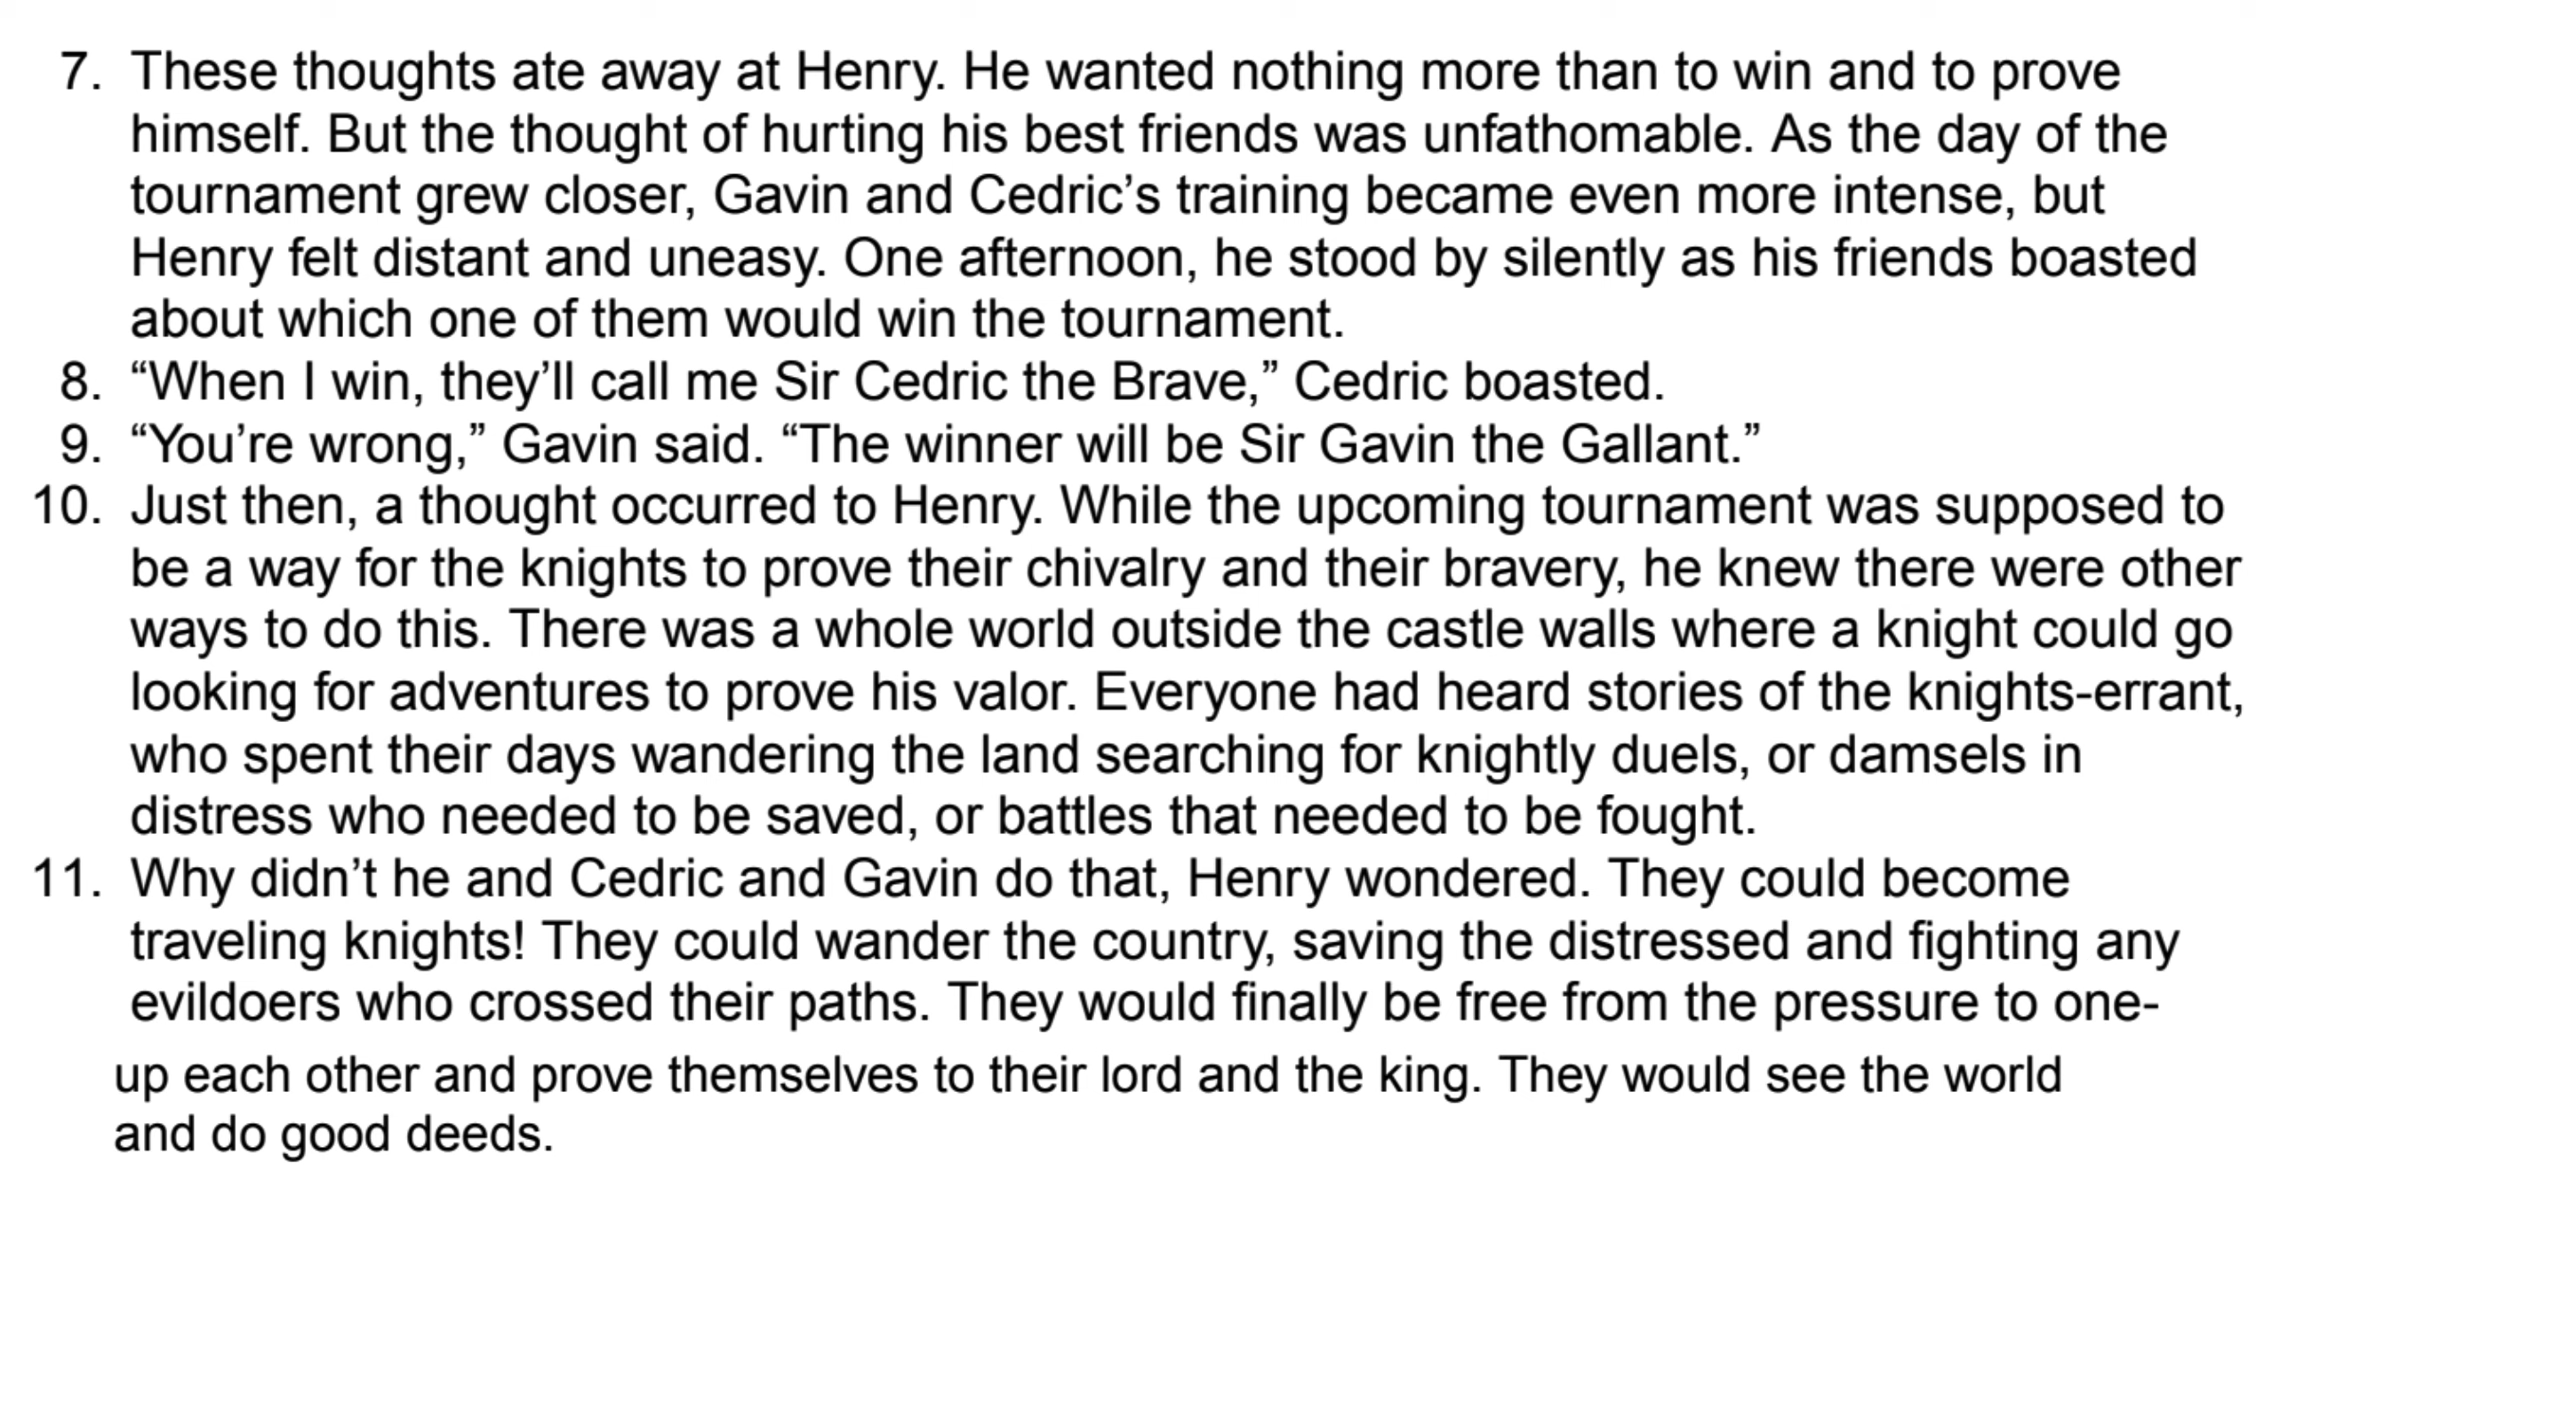 7. These thoughts ate away at Henry. He wanted nothing more than to win and to prove
himself. But the thought of hurting his best friends was unfathomable. As the day of the
tournament grew closer, Gavin and Cedric’s training became even more intense, but
Henry felt distant and uneasy. One afternoon, he stood by silently as his friends boasted
about which one of them would win the tournament.
8. “When I win, they’ll call me Sir Cedric the Brave,” Cedric boasted.
9. “You’re wrong,” Gavin said. “The winner will be Sir Gavin the Gallant.”
10. Just then, a thought occurred to Henry. While the upcoming tournament was supposed to
be a way for the knights to prove their chivalry and their bravery, he knew there were other
ways to do this. There was a whole world outside the castle walls where a knight could go
looking for adventures to prove his valor. Everyone had heard stories of the knights-errant,
who spent their days wandering the land searching for knightly duels, or damsels in
distress who needed to be saved, or battles that needed to be fought.
11. Why didn’t he and Cedric and Gavin do that, Henry wondered. They could become
traveling knights! They could wander the country, saving the distressed and fighting any
evildoers who crossed their paths. They would finally be free from the pressure to one-
up each other and prove themselves to their lord and the king. They would see the world
and do good deeds.